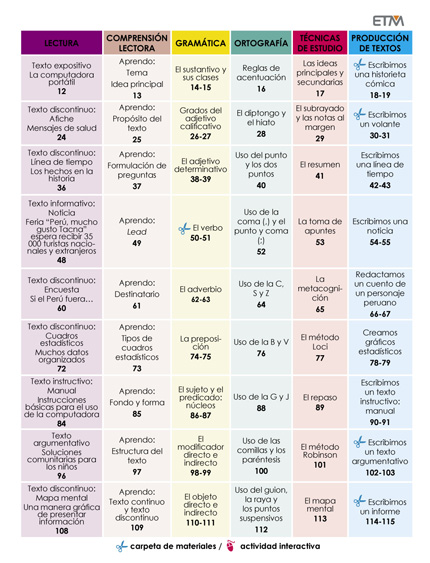 ETM
LECTURA
COMPRENSIÓN
LECTORA
GRAMÁTICA
ORTOGRAFÍA
TÉCNICAS
DE ESTUDIO
PRODUCCIÓN
DE TEXTOS
Texto expositivo
La computadora
portátil
12
Aprendo:
Tema
Idea principal
13
El sustantivo y
sus clases
14-15
Reglas de
acentuación
16
Las ideas
principales y
secundarias
17
Escribimos
una historieta
cómica
18-19
Texto discontinuo:
Afiche
Mensajes de salud
24
Aprendo:
Propósito del
texto
25
Grados del
adjetivo
calificativo
26-27
El diptongo y
el hiato
28
El subrayado
y las notas al
margen
29
Escribimos
un volante
30-31
Texto discontinuo:
Línea de tiempo
Los hechos en la
historia
36
Aprendo:
Formulación de
preguntas
37
El adjetivo
determinativo
38-39
Uso del punto
y los dos
puntos
40
El resumen
41
Escribimos
una línea de
tiempo
42-43
Texto informativo:
Noticia
Feria "Perú, mucho
gusto Tacna"
espera recibir 35
000 turistas nacio-
nales y extranjeros
48
Aprendo:
Lead
49
El verbo
50-51
Uso de la
coma (,) y el
punto y coma
(;)
52
La toma de
apuntes
53
Escribimos una
noticia
54-55
Texto discontinuo:
Encuesta
Si el Perú fuera...
60
Aprendo:
Destinatario
61
El adverbio
62-63
Uso de la C,
S y Z
64
La
metacogni-
ción
65
Redactamos
un cuento de
un personaje
peruano
66-67
Texto discontinuo:
Cuadros
estadísticos
Muchos datos
organizados
72
Aprendo:
Tipos de
cuadros
estadísticos
73
La preposi-
ción
74-75
Uso de la B y V
76
El método
Loci
77
Creamos
gráficos
estadísticos
78-79
Texto instructivo:
Manual
Instrucciones
básicas para el uso
de la computadora
84
Aprendo:
Fondo y forma
85
El sujeto y el
predicado:
núcleos
86-87
Uso de la G y J
88
El repaso
89
Escribimos
un texto
instructivo:
manual
90-91
Texto
argumentativo
Soluciones
comunitarias para
los niños
96
Aprendo:
Estructura del
texto
97
El
modificador
directo e
indirecto
98-99
Uso de las
comillas y los
paréntesis
100
El método
Robinson
101
Escribimos
un texto
argumentativo
102-103
Texto discontinuo:
Mapa mental
Una manera gráfica
de presentar
información
108
Aprendo:
Texto continuo
y texto
discontinuo
109
El objeto
directo e
indirecto
110-111
Uso del guion,
la raya y
los puntos
suspensivos
112
El mapa
mental
113
Escribimos
un informe
114-115
carpeta de materiales / actividad interactiva